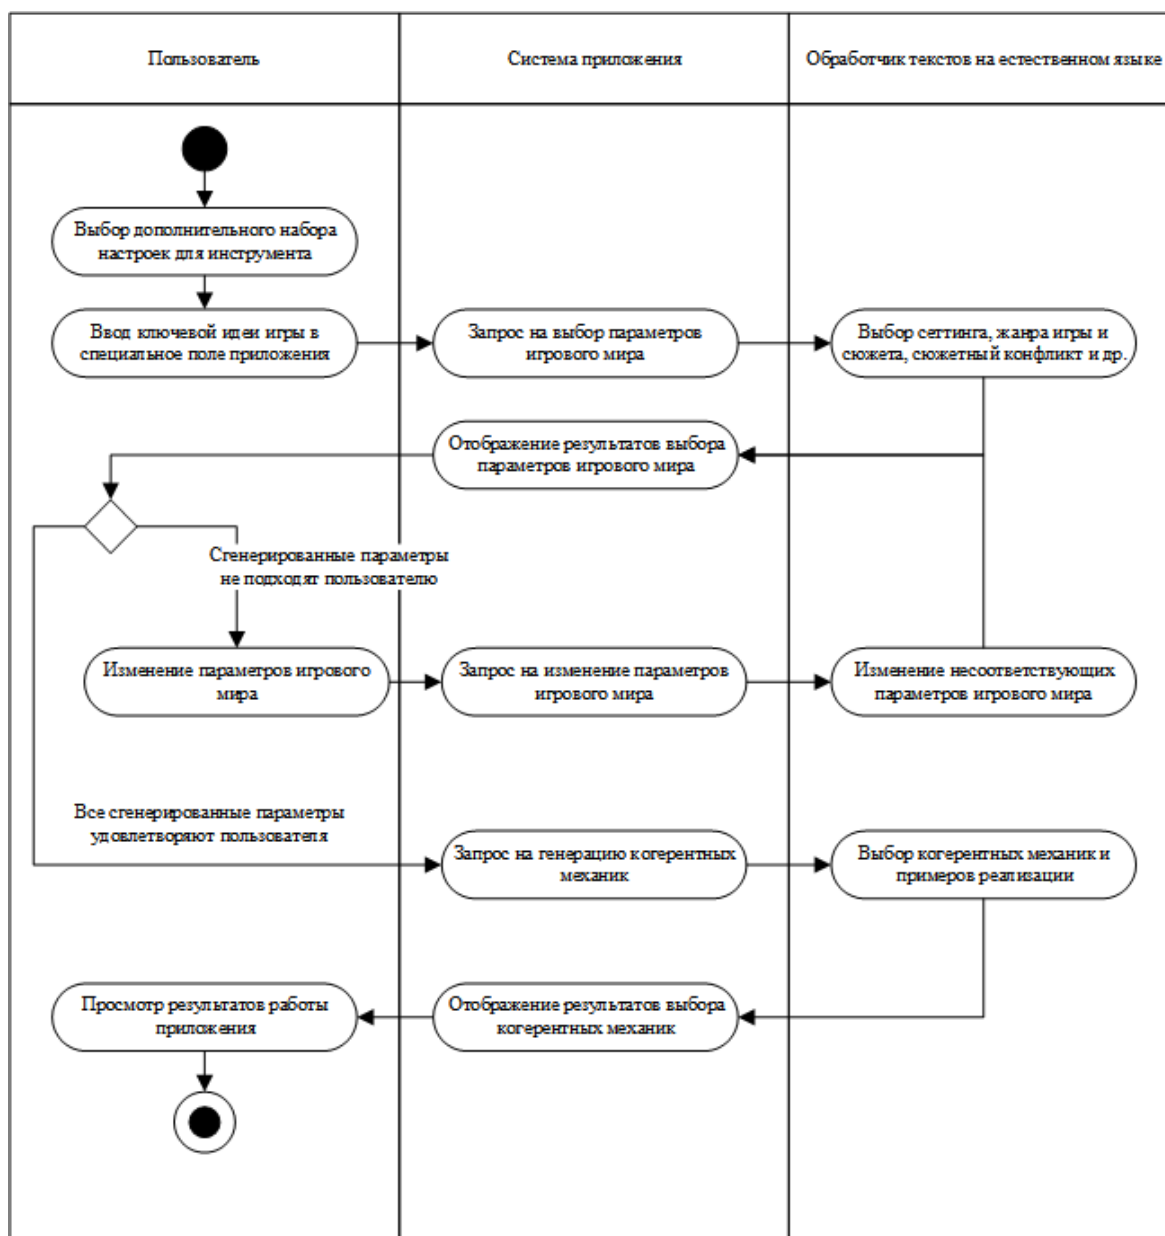 Пользователь
Система приложения
Обработчик текстов на естественном языке
Выбор дополнительного набора
настроек для инструмента
Ввод ключевой идеи игры в
специальное поле приложения
Запрос на выбор параметров
игрового мира
Выбор сеттинга, жанра игры и
сюжета, сюжетный конфликт и др.
Отображение результатов выбора
параметров игрового мира
Сгенерированные параметры
не подходят пользователю
Изменение параметров игрового
мира
Запрос на изменение параметров
игрового мира
Изменение несоответствующих
параметров игрового мира
Все сгенерированные параметры
удовлетворяют пользователя
Запрос на генерацию когерентных
механик
Выбор когерентных механик и
примеров реализации
Просмотр результатов работы
приложения
Отображение результатов выбора
когерентных механик